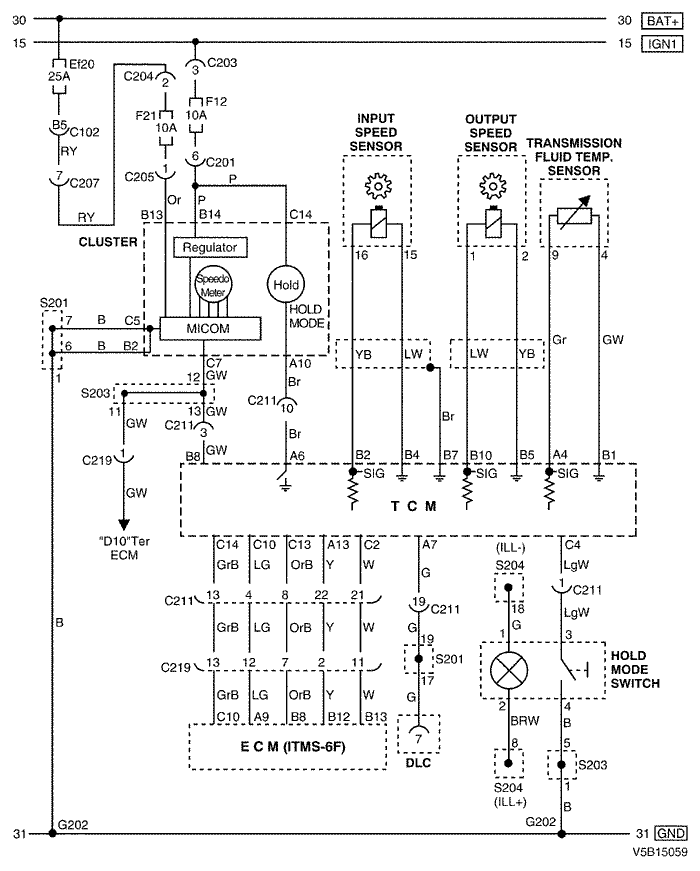 30 30 BAT+
15 15 IGN1
Ef20
25A
C204
2
3 C203
F21
10A
F12
10A
B5 C102
RY
7 C207
RY
1
C205
6 C201
Or
P
P
B13 B14 C14
CLUSTER
Regulator
Speedo
Meter
Hold
HOLD
MODE
MICOM
S201
7 B C5
6 B B2
1
C7
GW
A10
Br
12
S203
11
13 GW
C211
3
GW
B8
C211
10
Br
A6
GW
1
C219
GW
"D10"Ter
ECM
INPUT
SPEED
SENSOR
OUTPUT
SPEED
SENSOR
TRANSMISSION
FLUID TEMP.
SENSOR
16 15 1 2 9 4
YB LW LW YB
Gr GW
Br
B2 B4 B7 B10 B5 A4 B1
SIG SIG SIG
T C M
C14 C10 C13 A13 C2 A7 C4
GrB LG OrB Y W
C211 13 4 8 22 21
GrB LG OrB Y W
C219 13 12 7 2 11
GrB LG OrB Y W
C10 A9 B8 B12 B13
E C M (ITMS-6F)
G
19
C211
G
19
S201
17
G
7
DLC
(ILL-)
S204
18
G
1
2
BRW
8
S204
(ILL+)
LgW
1
C211
LgW
3
HOLD
MODE
SWITCH
4
B
5
S203
1
B
B
31 G202 G202 31 GND
V5B15059